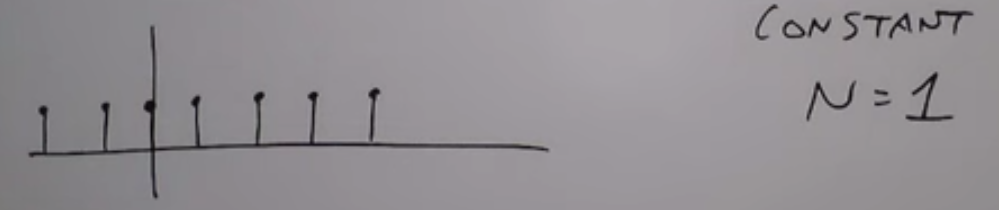 CONSTANT
N = 1